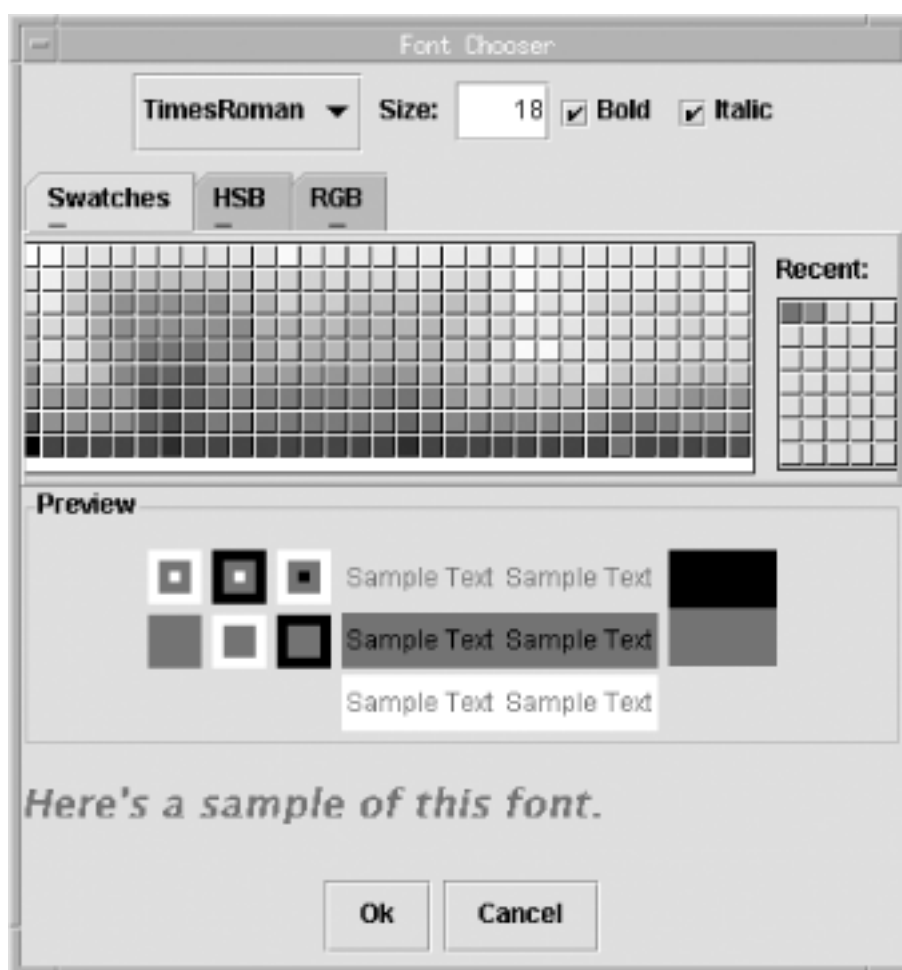 Font Chooser
TimesRoman Size: 18 Bold Italic
Swatches HSB RGB
Recent:
Preview
Sample Text Sample Text
Sample Text Sample Text
Sample Text Sample Text
Here's a sample of this font.
Ok Cancel